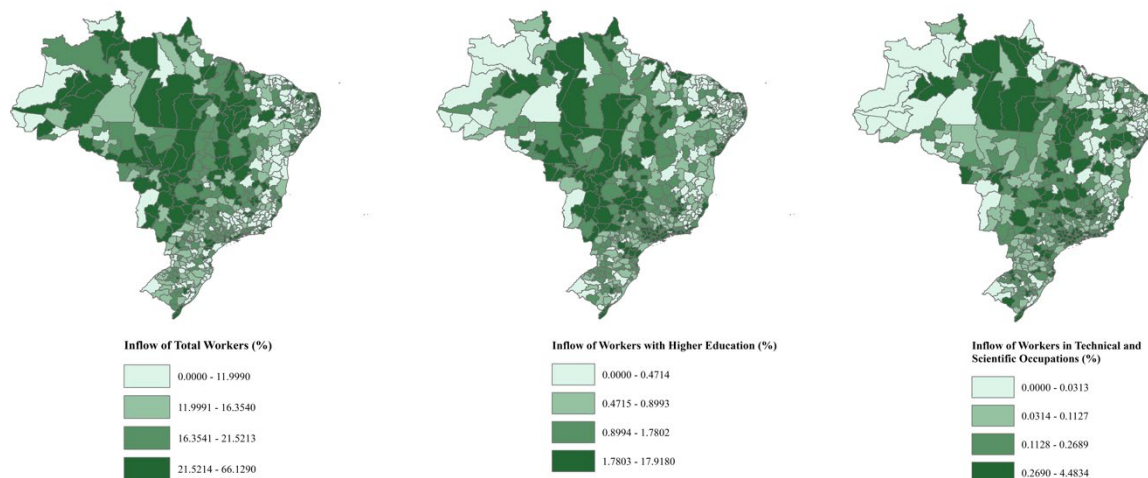 Inflow of Total Workers (%)
0.0000 - 11.9990
11.9991 - 16.3540
16.3541 - 21.5213
21.5214 - 66.1290
Inflow of Workers with Higher Education (%)
0.0000 - 0.4714
0.4715 - 0.8993
0.8994 - 1.7802
1.7803 - 17.9180
Inflow of Workers in Technical and
Scientific Occupations (%)
0.0000 - 0.0313
0.0314 - 0.1127
0.1128 - 0.2689
0.2690 - 4.4834